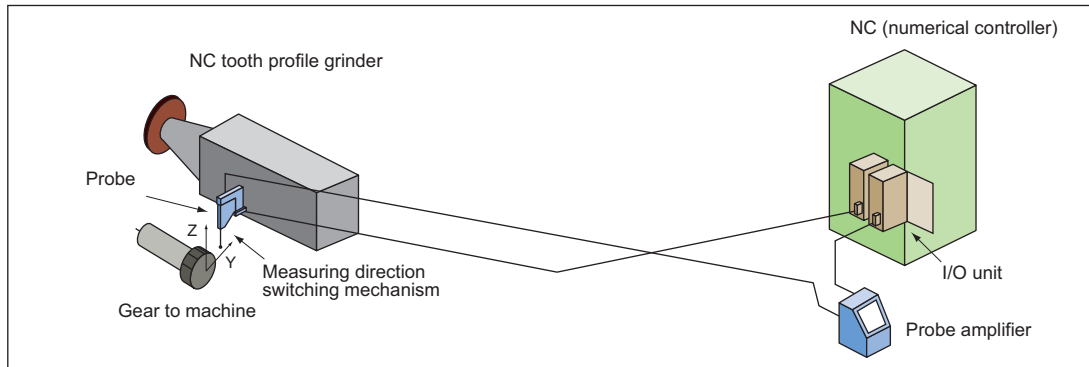 NC (numerical controller)
NC tooth profile grinder
Probe
Z
Y
Measuring direction
switching mechanism
Gear to machine
I/O unit
Probe amplifier